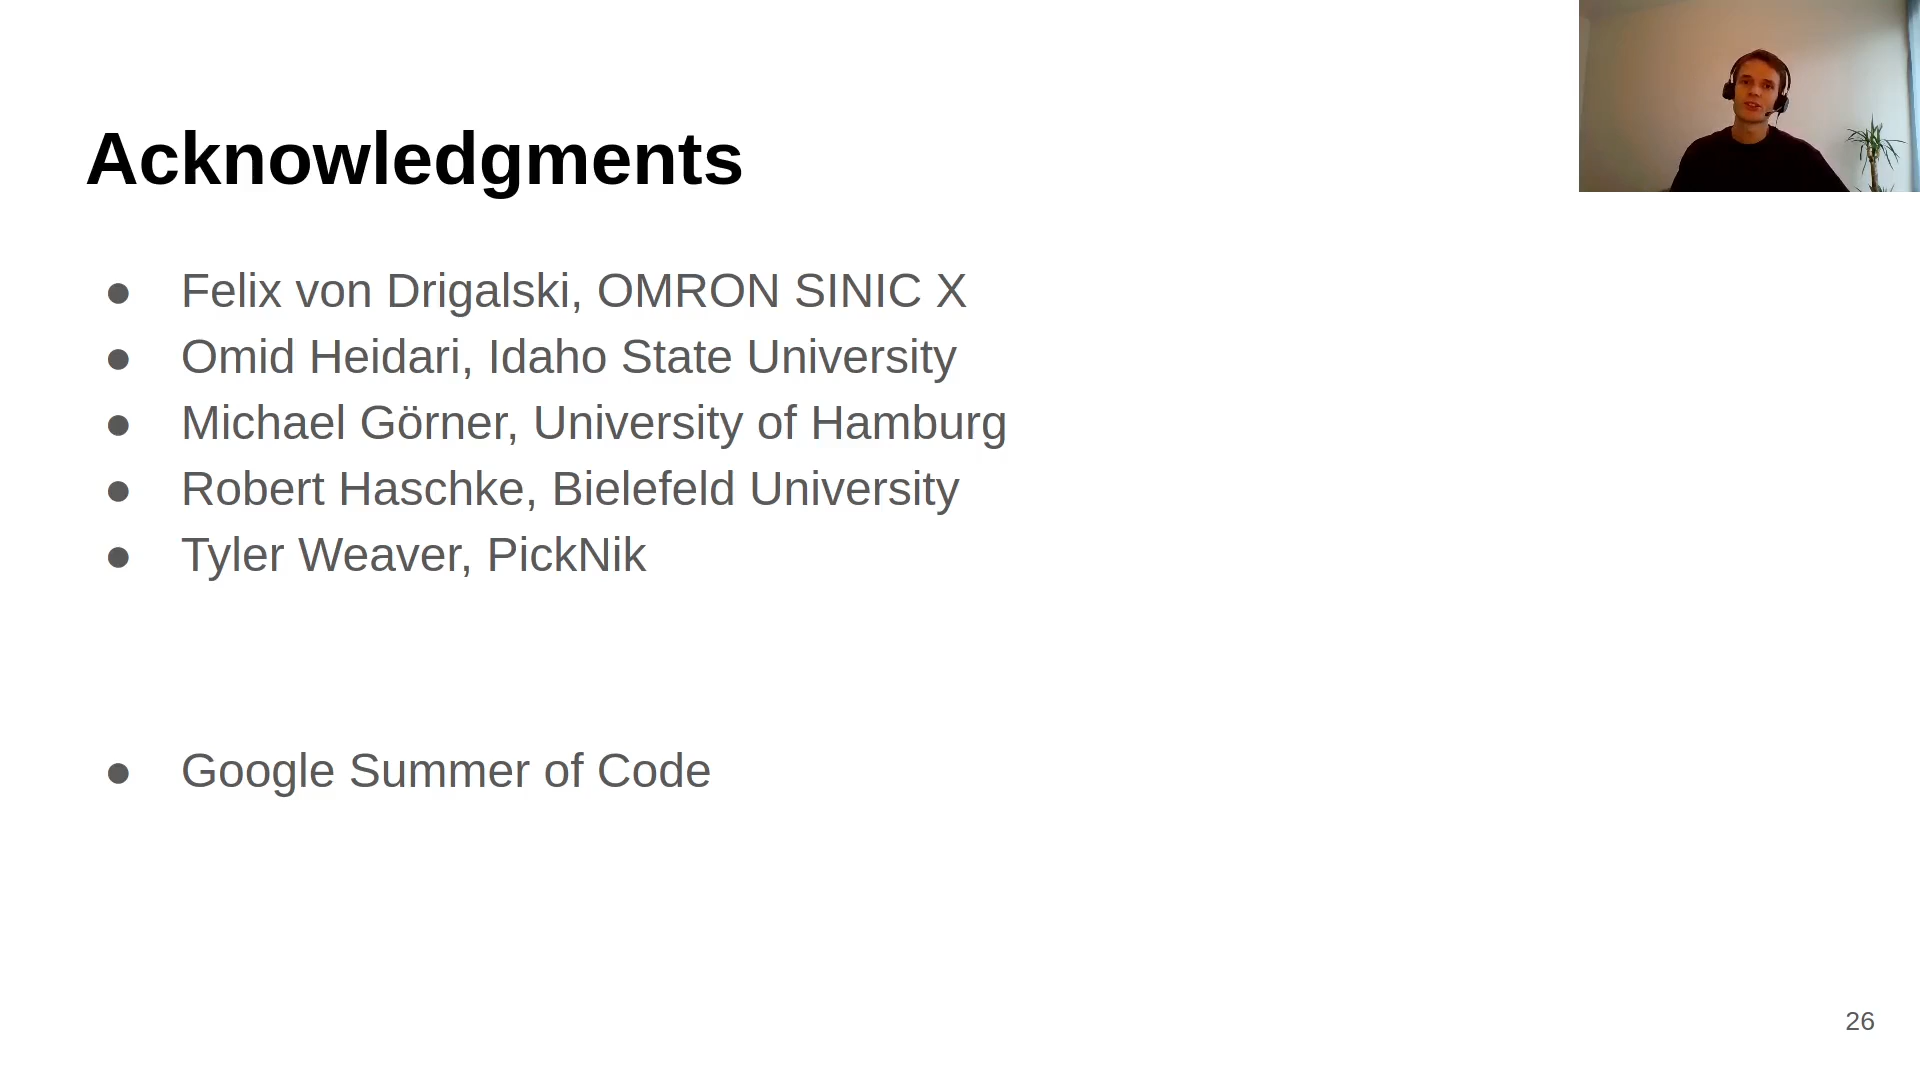 Acknowledgments
● Felix von Drigalski, OMRON SINIC X
● Omid Heidari, Idaho State University
● Michael Görner, University of Hamburg
● Robert Haschke, Bielefeld University
● Tyler Weaver, PickNik
● Google Summer of Code
26